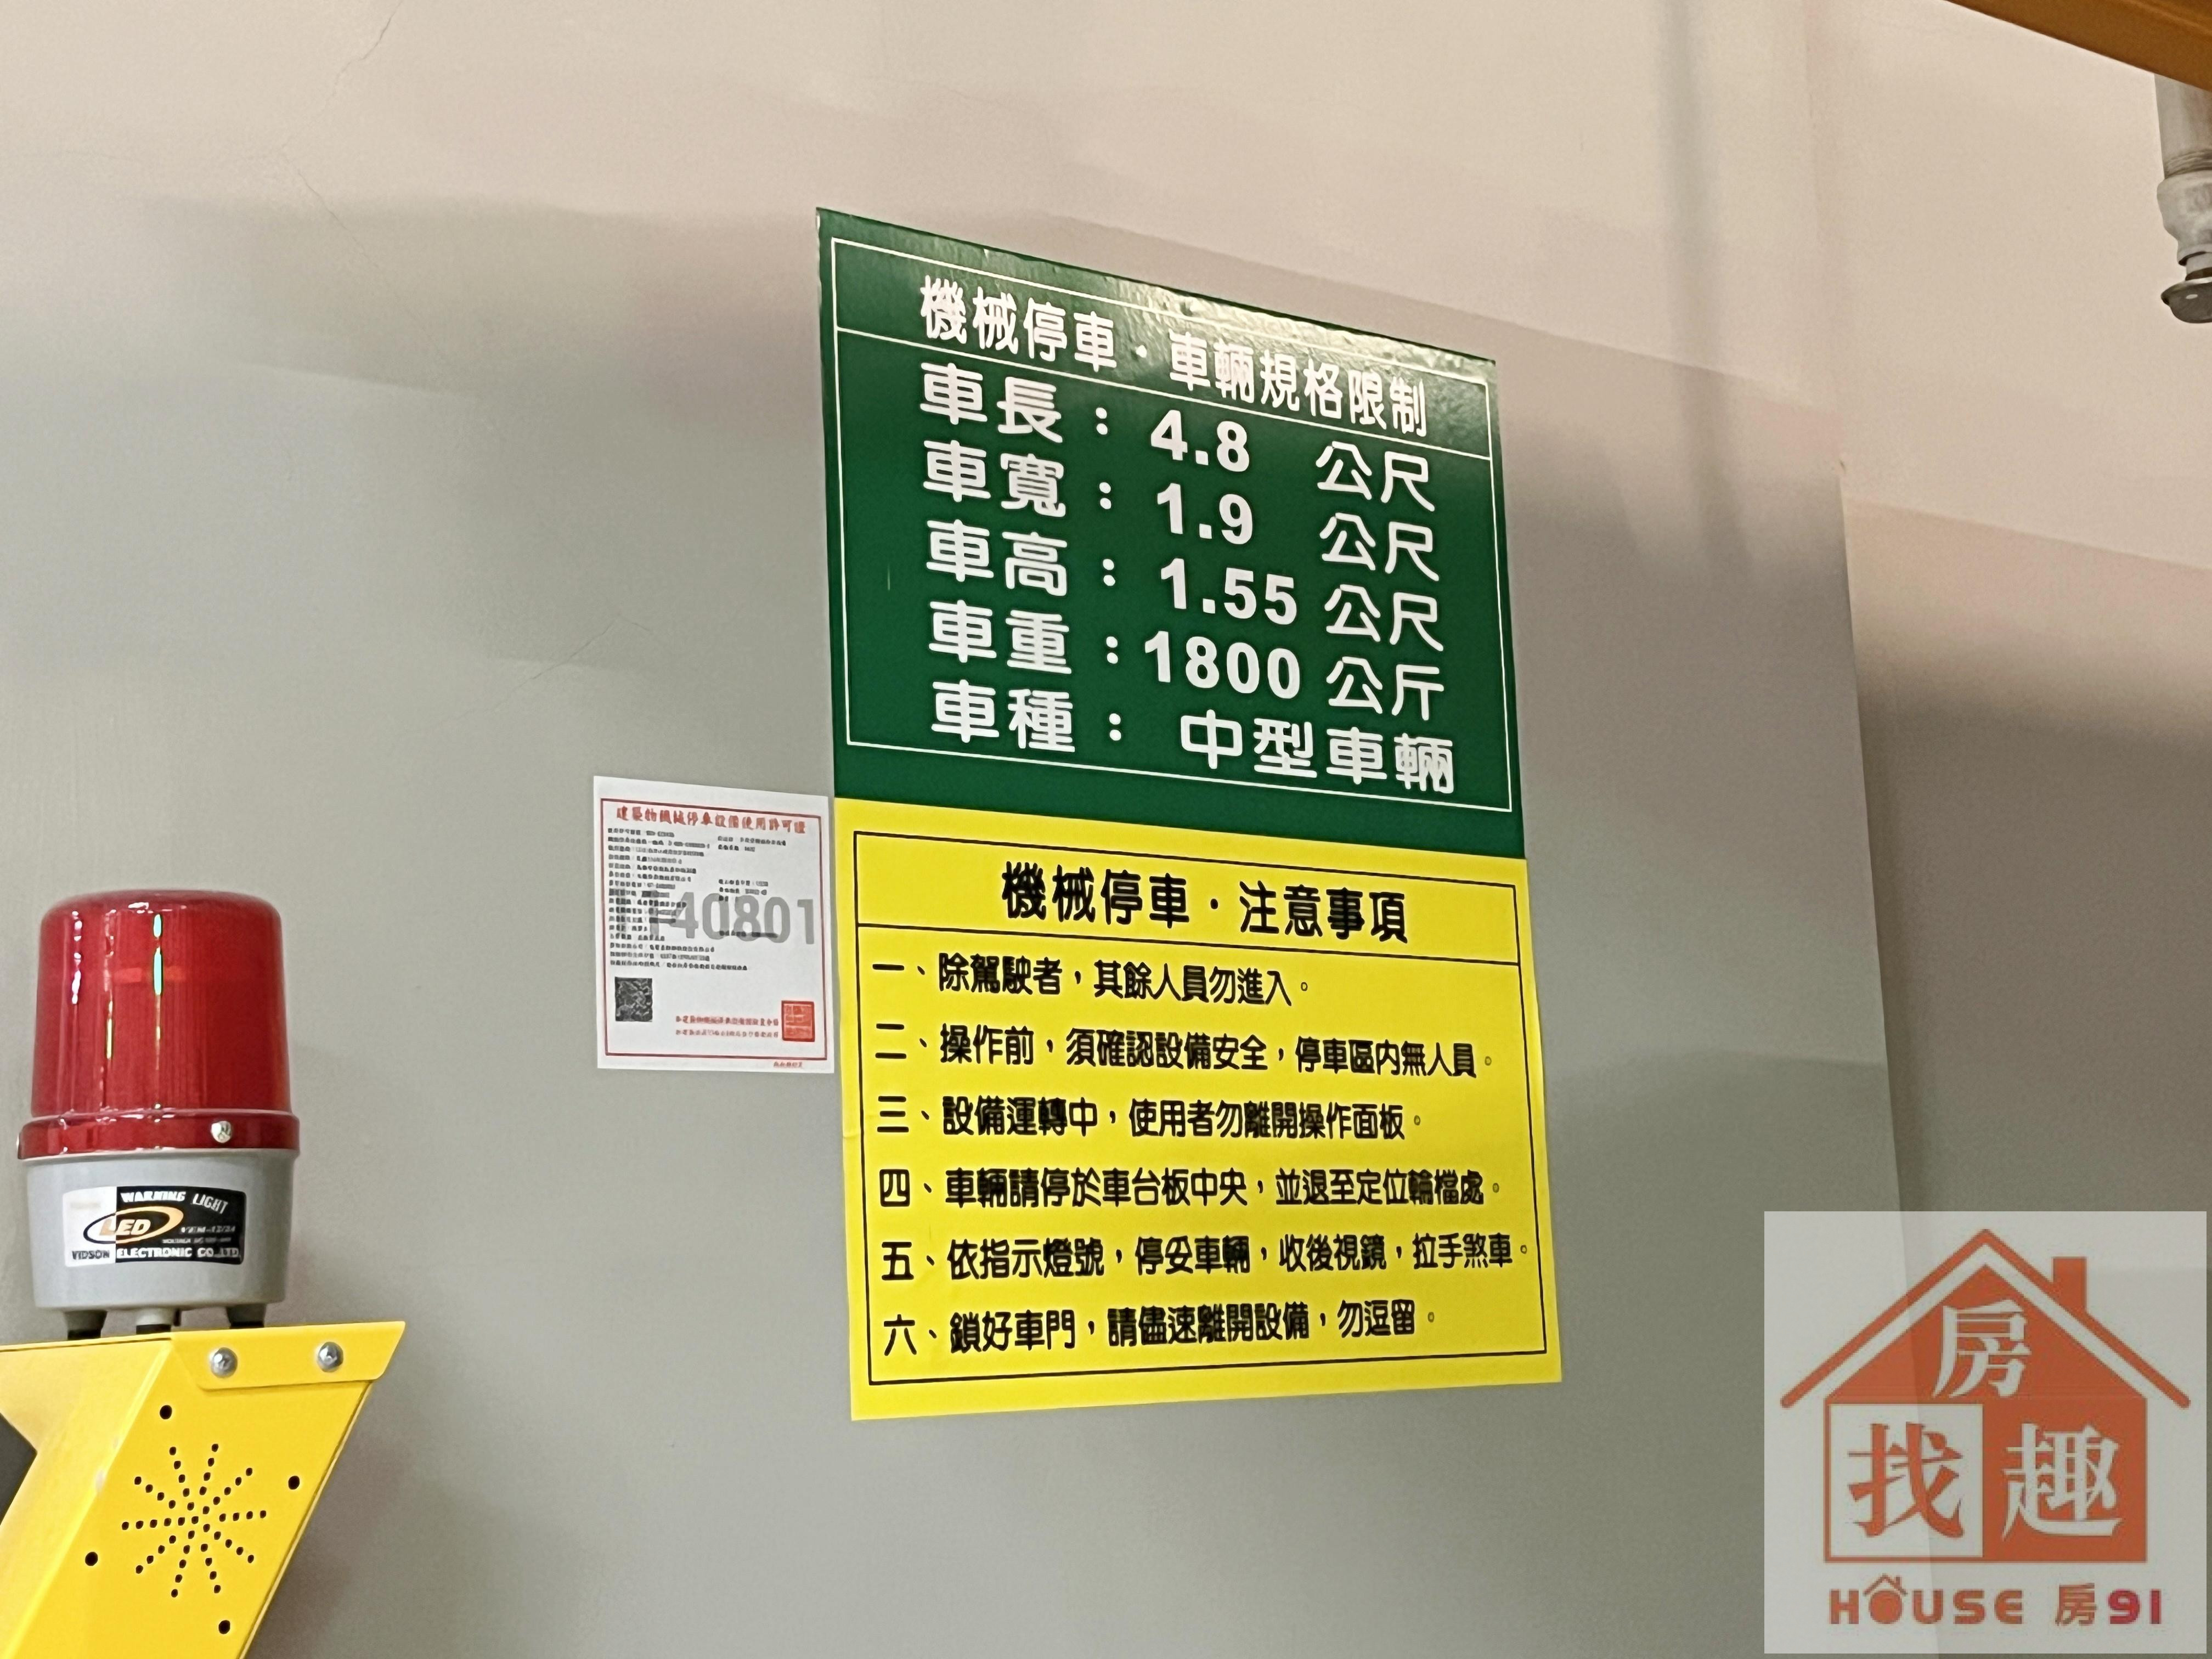 機械停車·車輛規格限制
車長：4.8 公尺
車寬：1.9 公尺
車高：1.55 公尺
車重：1800 公斤
車種：中型車輛
建築物機械停車設備使用許可證
140801
機械停車·注意事項
一、除駕駛者，其餘人員勿進入。
二、操作前，須確認設備安全，停車區內無人員。
三、設備運轉中，使用者勿離開操作面板。
四、車輛請停於車台板中央，並退至定位輪檔處。
五、依指示燈號，停妥車輛，收後視鏡，拉手煞車。
六、鎖好車門，請儘速離開設備，勿逗留。
WARNING LIGHT
LED
VIDSON ELECTRONIC CO.,LTD.
房
找趣
HOUSE 房91